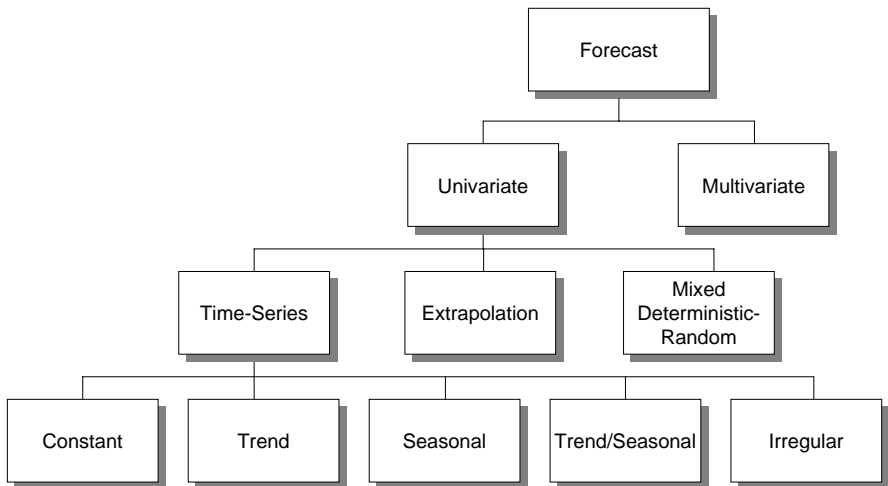 Forecast
Univariate
Multivariate
Time-Series
Extrapolation
Mixed
Deterministic-
Random
Constant
Trend
Seasonal
Trend/Seasonal
Irregular